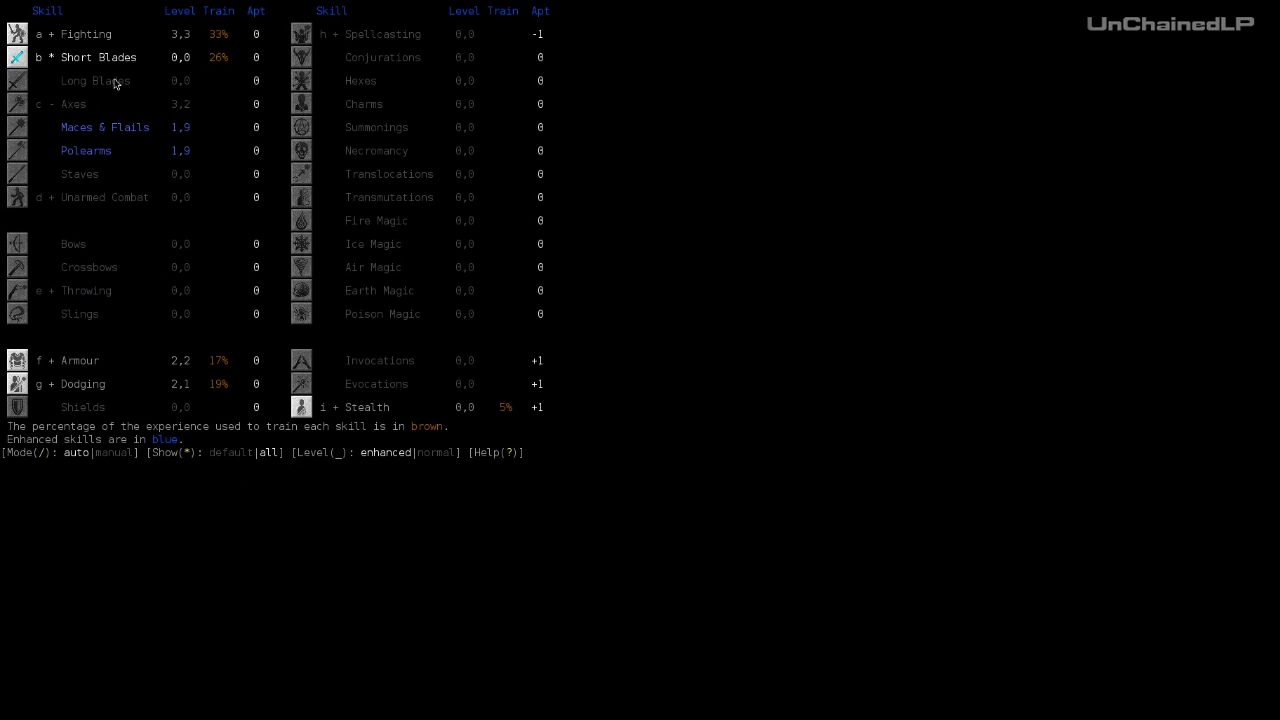 Skill Level Train Apt Skill Level Train Apt
UnChainedLP
a + Fighting 3,3 33% 0 h + Spellcasting 0,0 -1
b * Short Blades 0,0 26% 0 Conjurations 0,0 0
Long Blades 0 Hexes 0,0 0
c - Axes 3,2 0 Charms 0,0 0
Maces & Flails 1,9 0 Summonings 0,0 0
Polearms 1,9 0 Necromancy 0,0 0
Staves 0,0 0 Translocations 0,0 0
d + Unarmed Combat 0,0 0 Transmutations 0,0 0
Fire Magic 0,0 0
Bows 0,0 0 Ice Magic 0,0 0
Crossbows 0,0 0 Air Magic 0,0 0
e + Throwing 0,0 0 Earth Magic 0,0 0
Slings 0,0 0 Poison Magic 0,0 0
f + Armour 2,2 17% 0 Invocations 0,0 +1
g + Dodging 2,1 19% 0 Evocations 0,0 +1
Shields 0,0 0 i + Stealth 0,0 5% +1
The percentage of the experience used to train each skill is in brown.
Enhanced skills are in blue.
[Mode(/): auto|manual] [Show(*): default|all] [Level(_): enhanced|normal] [Help(?)]